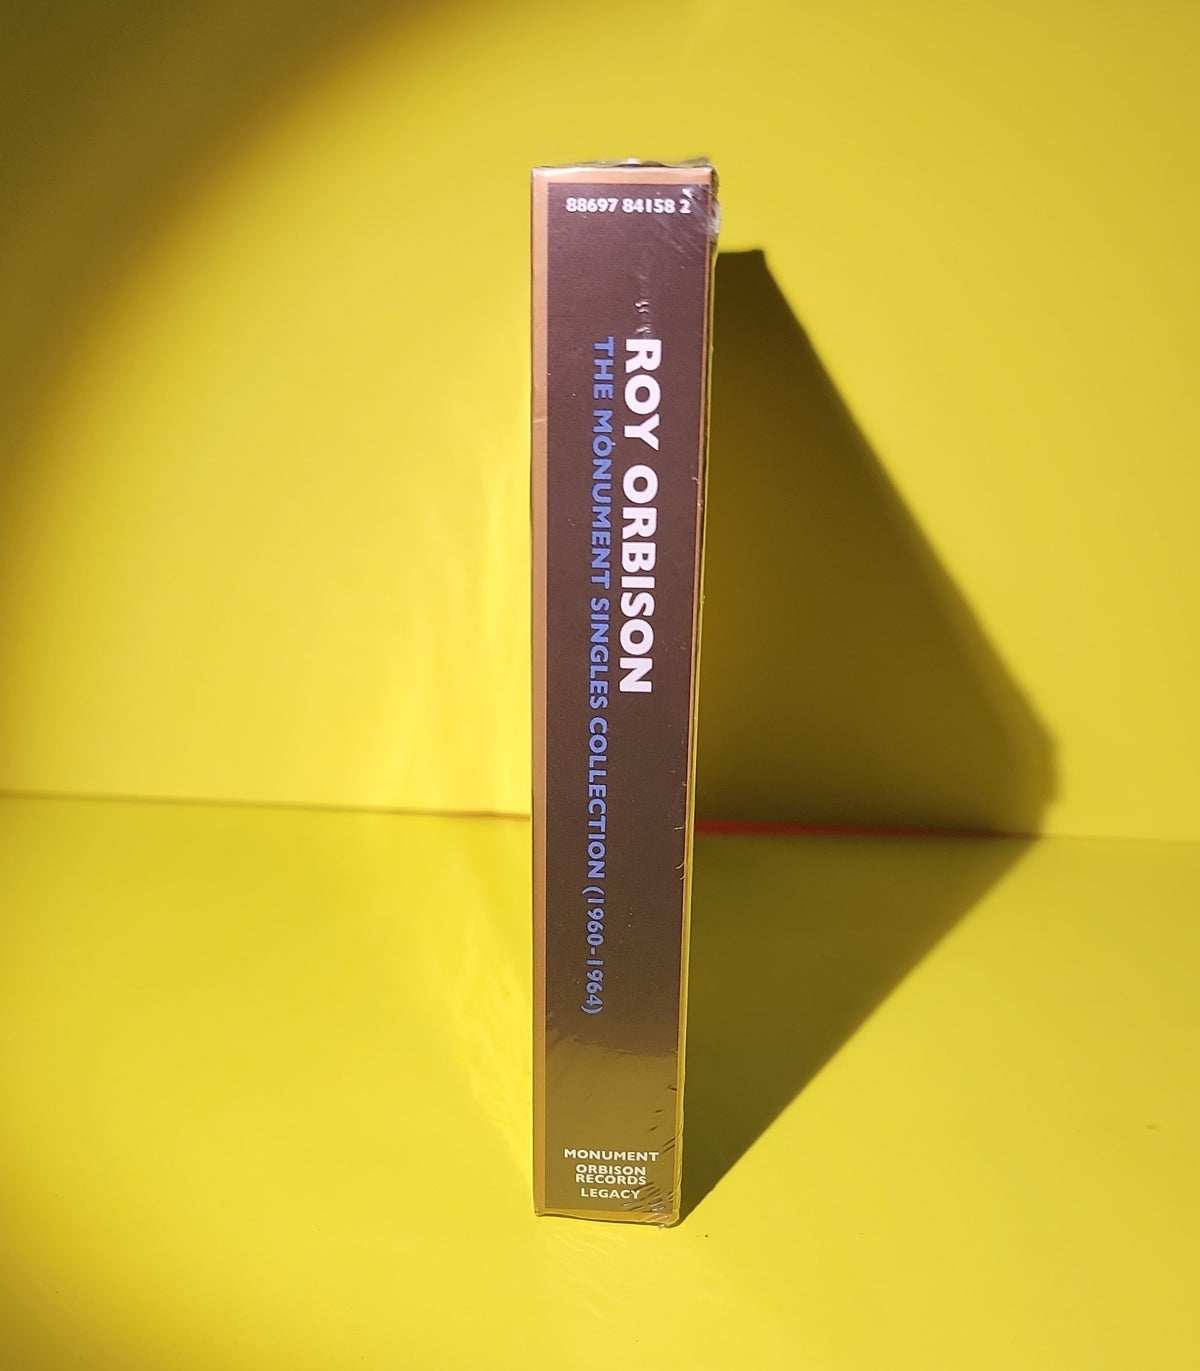 88697 84158 2
ROY ORBISON
THE MONUMENT SINGLES COLLECTION (1960-1964)
MONUMENT
ORBISON
RECORDS
LEGACY